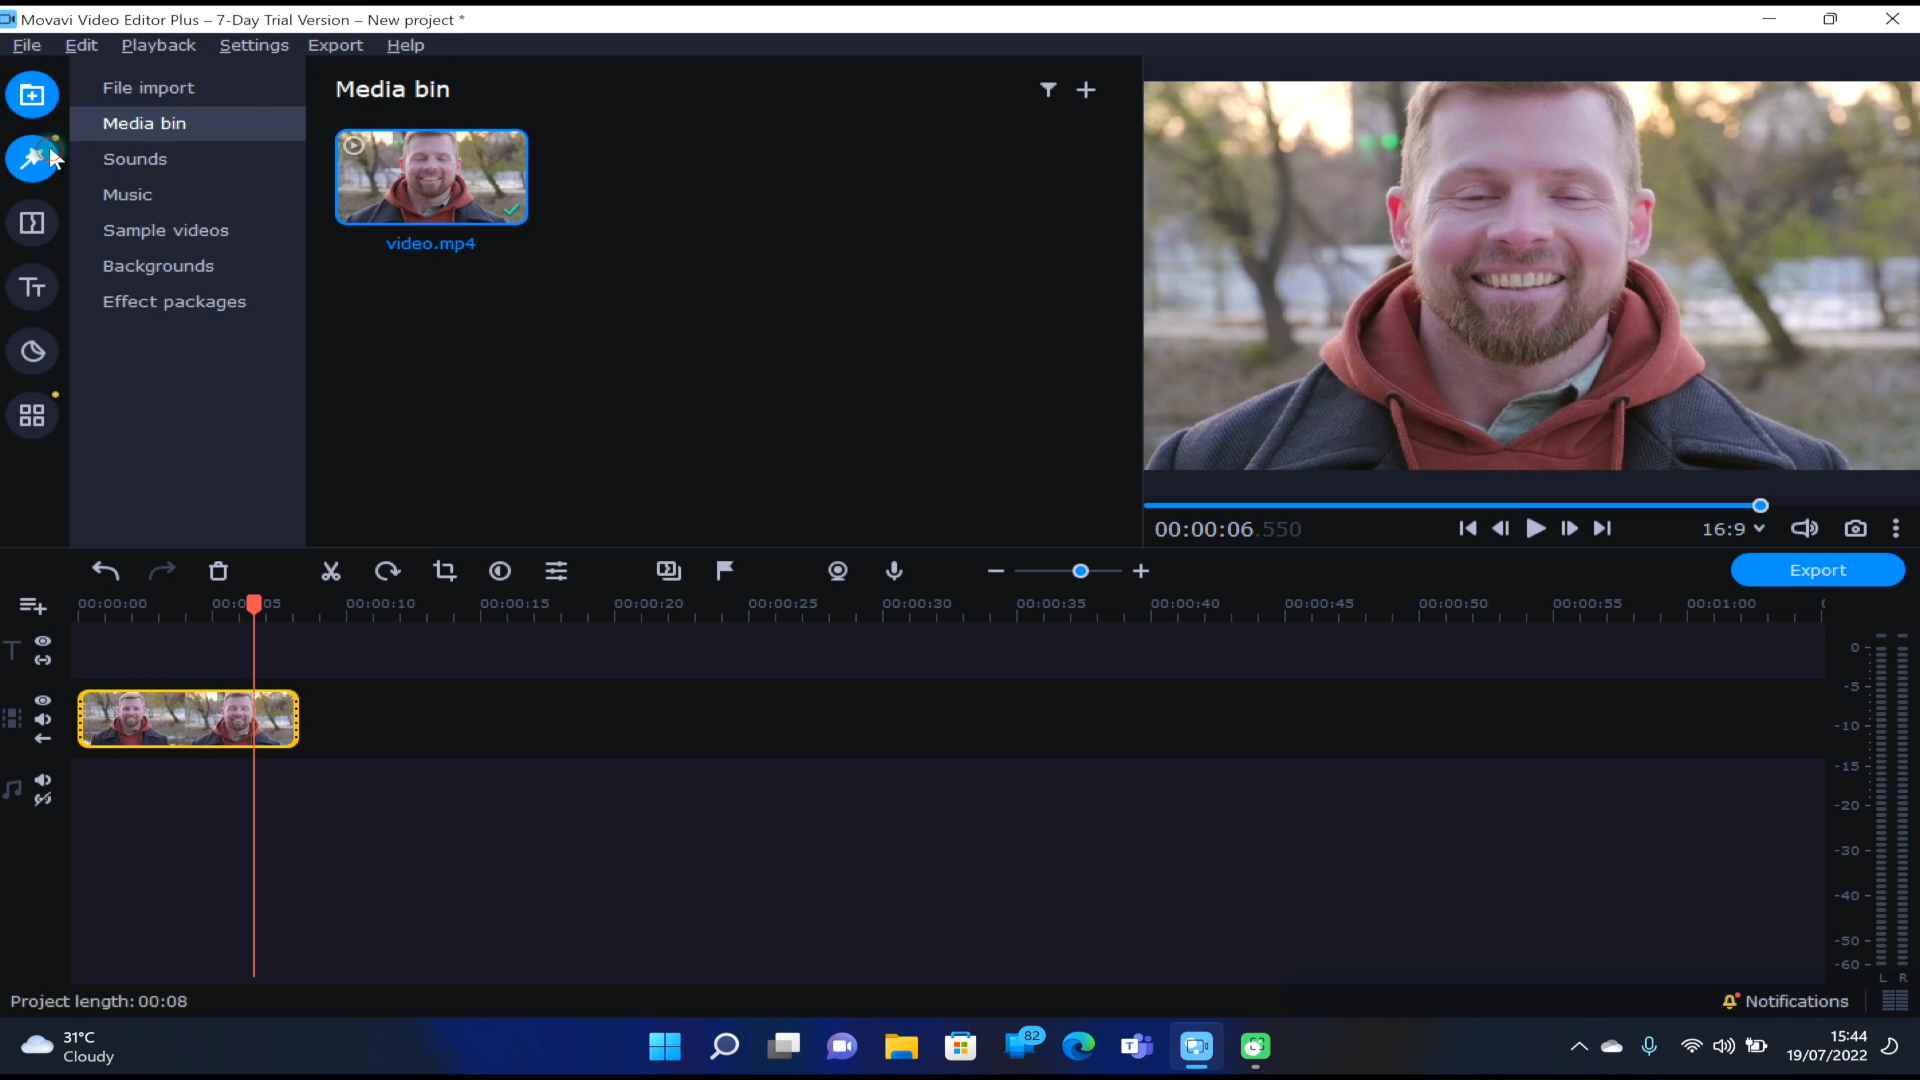 Movavi Video Editor Plus – 7-Day Trial Version – New project *
File Edit Playback Settings Export Help
File import
Media bin
Sounds
Music
Sample videos
Backgrounds
Effect packages
Media bin
video.mp4
00:00:06.550
16:9
Export
00:00:00 00:00:10 00:00:15 00:00:20 00:00:25 00:00:30 00:00:35 00:00:40 00:00:45 00:00:50 00:00:55 00:01:00
0
-5
-10
-15
-20
-30
-40
-50
-60
L R
Project length: 00:08
Notifications
31°C
Cloudy
82
15:44
19/07/2022